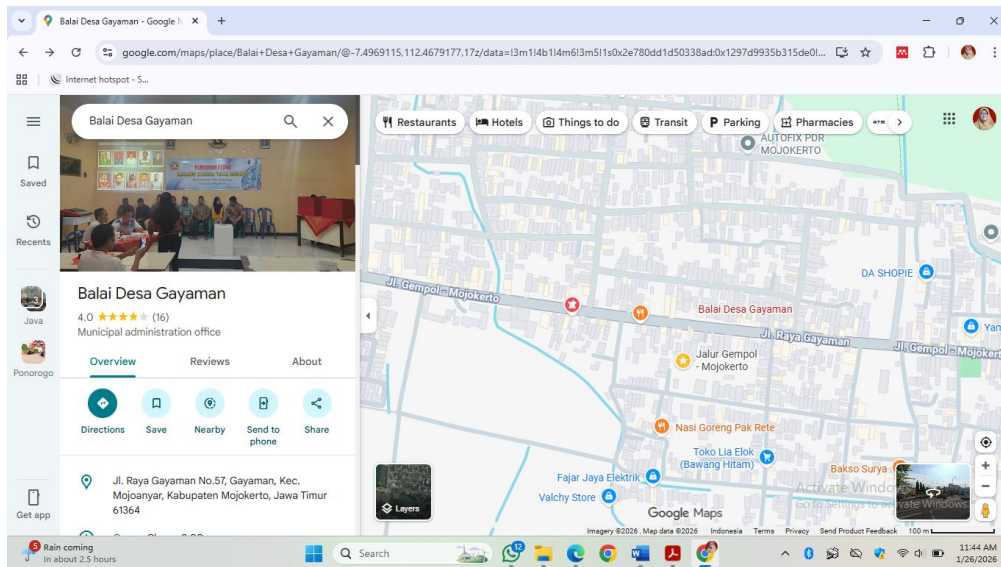 Balai Desa Gayaman - Google
google.com/maps/place/Balai+Desa+Gayaman/@-7.4969115,112.4679177,17z/data=!3m1!4b1!4m6!3m5!1s0x2e780dd1d50338ad:0x1297d9935b315de0!...
Internet hotspot - S...
Balai Desa Gayaman
Saved
Recents
3
Java
Ponorogo
Get app
Balai Desa Gayaman
4.0 ★★★★★ (16)
Municipal administration office
Overview Reviews About
Directions
Save
Nearby
Send to
phone
Share
Jl. Raya Gayaman No.57, Gayaman, Kec.
Mojoanyar, Kabupaten Mojokerto, Jawa Timur
61364
Restaurants Hotels Things to do Transit Parking Pharmacies ATM
AUTOFIX PDR
MOJOKERTO
DA SHOPIE
Jl. Gempol - Mojokerto
Balai Desa Gayaman
Yan
Jl. Raya Gayaman
Jl. Gempol - Mojoker
Jalur Gempol
- Mojokerto
Nasi Goreng Pak Rete
Toko Lia Elok
(Bawang Hitam)
Bakso Surya
Fajar Jaya Elektrik
Valchy Store
Layers
Google Maps
Activate Windows
Go to Settings to activate Windows.
Imagery ©2026, Map data ©2026 Indonesia Terms Privacy Send Product Feedback 100 m
5
Rain coming
In about 2.5 hours
Search
12
11:44 AM
1/26/2026